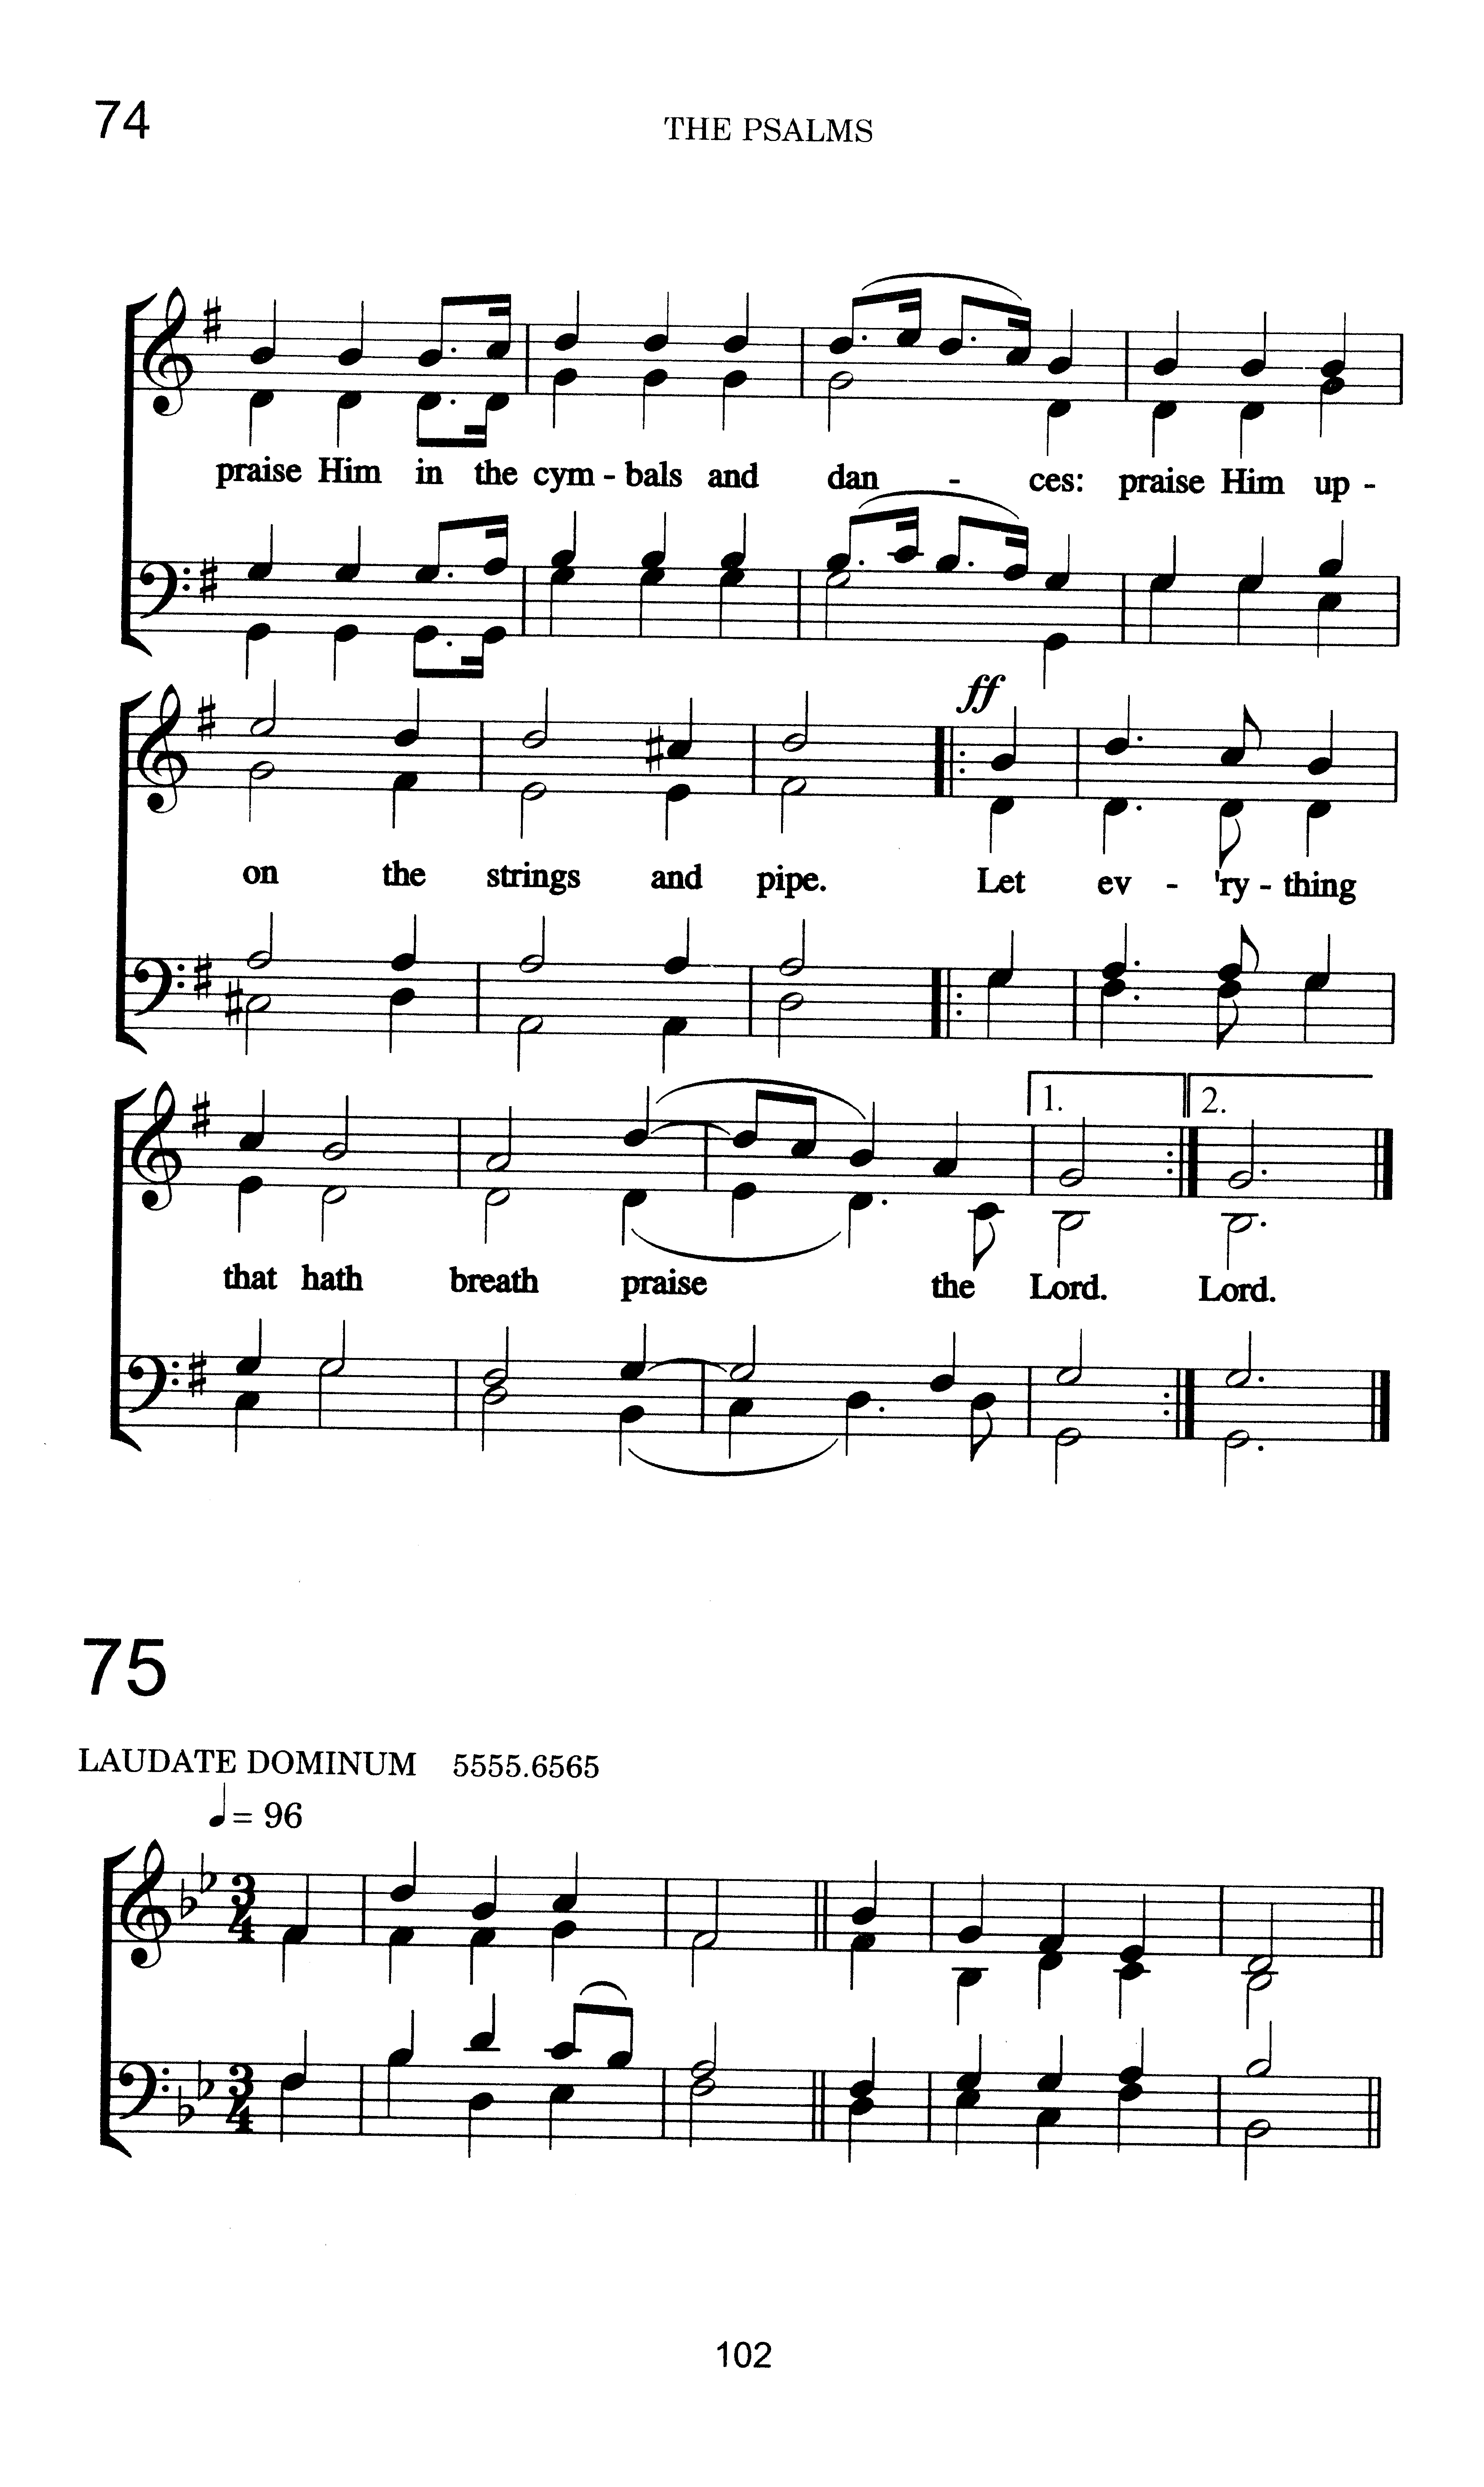 74
THE PSALMS
praise Him in the cym - bals and dan - ces: praise Him up -
ff
on the strings and pipe. Let ev - 'ry - thing
1. 2.
that hath breath praise the Lord. Lord.
75
LAUDATE DOMINUM 5555.6565
♩ = 96
3
4
3
4
102